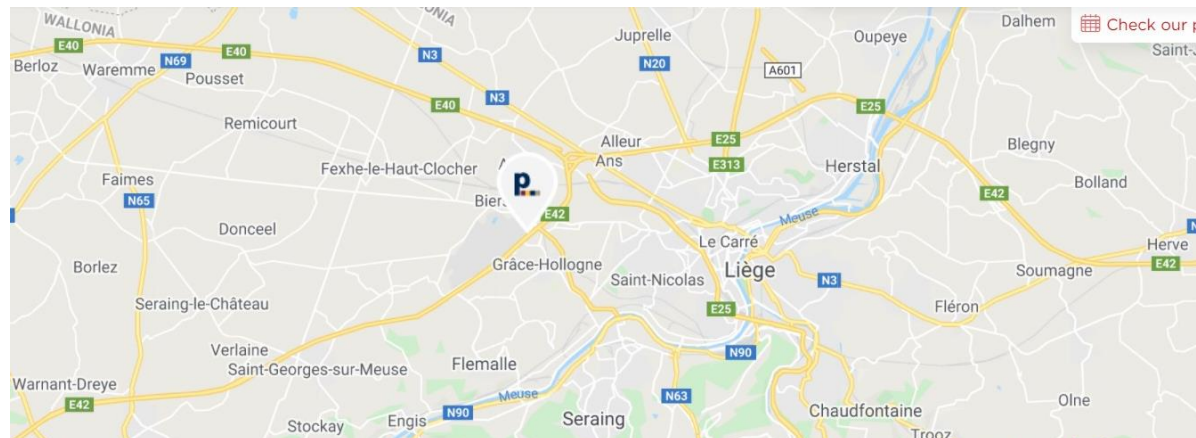 WALLONIA
WALLONIA
Dalhem
Check our p
Juprelle
Oupeye
E40
E40
N69
N3
N20
A601
Saint-J
Berloz
Waremme
Pousset
E40
N3
E25
Remicourt
Alleur
E25
Blegny
Fexhe-le-Haut-Clocher
A
Ans
E313
Herstal
Faimes
p.
E42
Bolland
N65
Biers
E42
Meuse
N
Donceel
Le Carré
Herve
Borlez
Grâce-Hollogne
Saint-Nicolas
Liège
N3
Soumagne
E42
Seraing-le-Château
E25
Fléron
Verlaine
N90
Saint-Georges-sur-Meuse
Flemalle
Warnant-Dreye
Meuse
N63
Olne
E42
Engis
N90
Seraing
Chaudfontaine
Stockay
Trooz